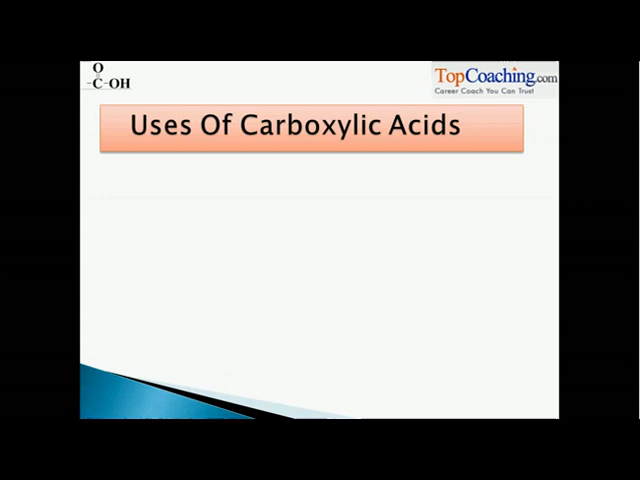 O
-C-OH
TopCoaching.com
Career Coach You Can Trust
Uses Of Carboxylic Acids